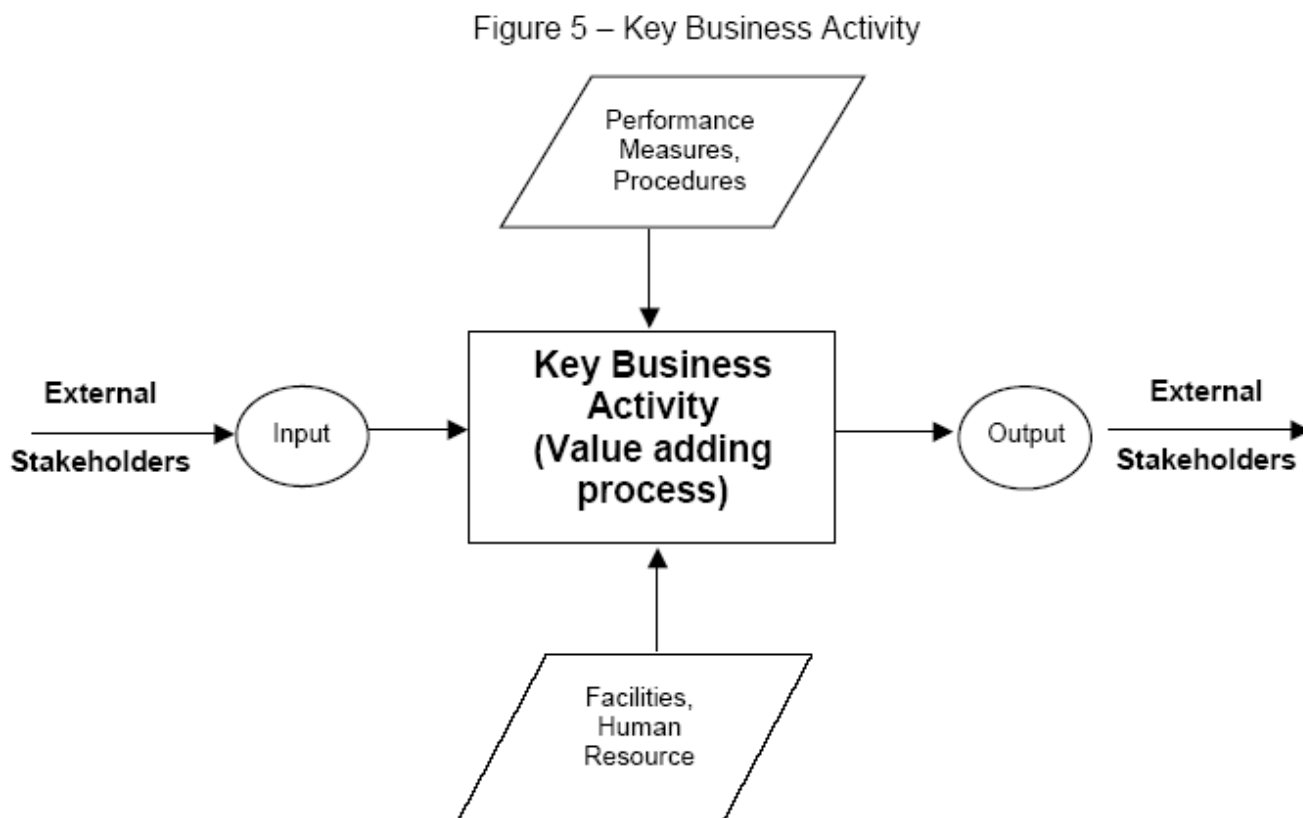 Figure 5 – Key Business Activity
Performance
Measures,
Procedures
Key Business
Activity
(Value adding
process)
External
Stakeholders
Input
Output
External
Stakeholders
Facilities,
Human
Resource